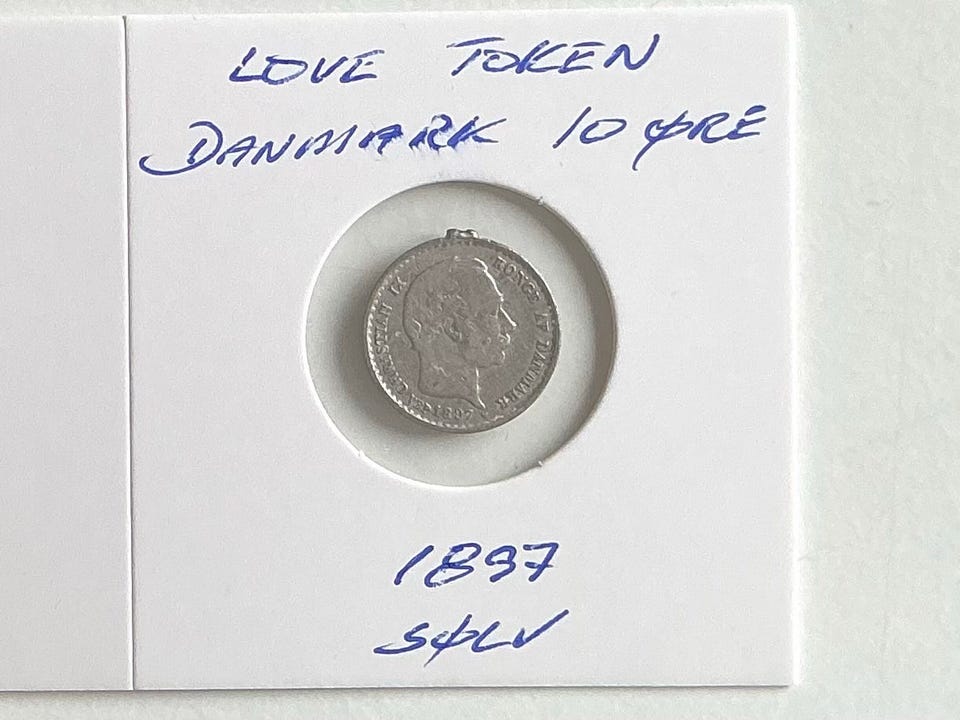 LOVE TOKEN
DANMARK 10 ØRE
CHRISTIAN IX KONGE AF DANMARK
1897
1897
SØLV